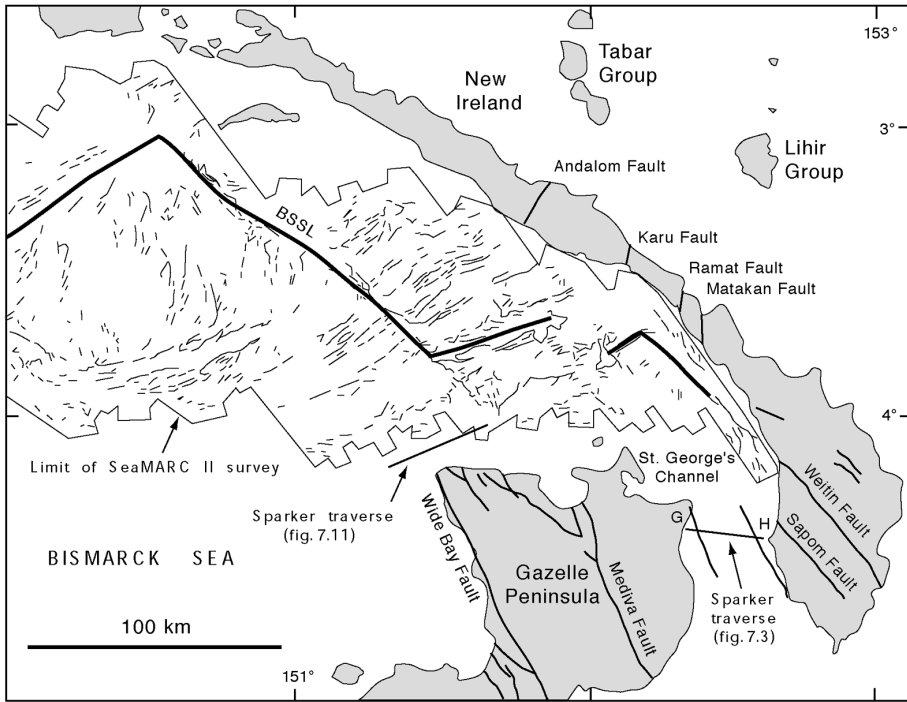 153°
Tabar
Group
New
Ireland
3°
Lihir
Group
Andalom Fault
BSSL
Karu Fault
Ramat Fault
Matakan Fault
4°
Limit of SeaMARC II survey
St. George's
Channel
Weitin Fault
Sapom Fault
Sparker traverse
(fig. 7.11)
Wide Bay Fault
G
H
BISMARCK SEA
Gazelle
Peninsula
Mediva Fault
Sparker
traverse
(fig. 7.3)
100 km
151°